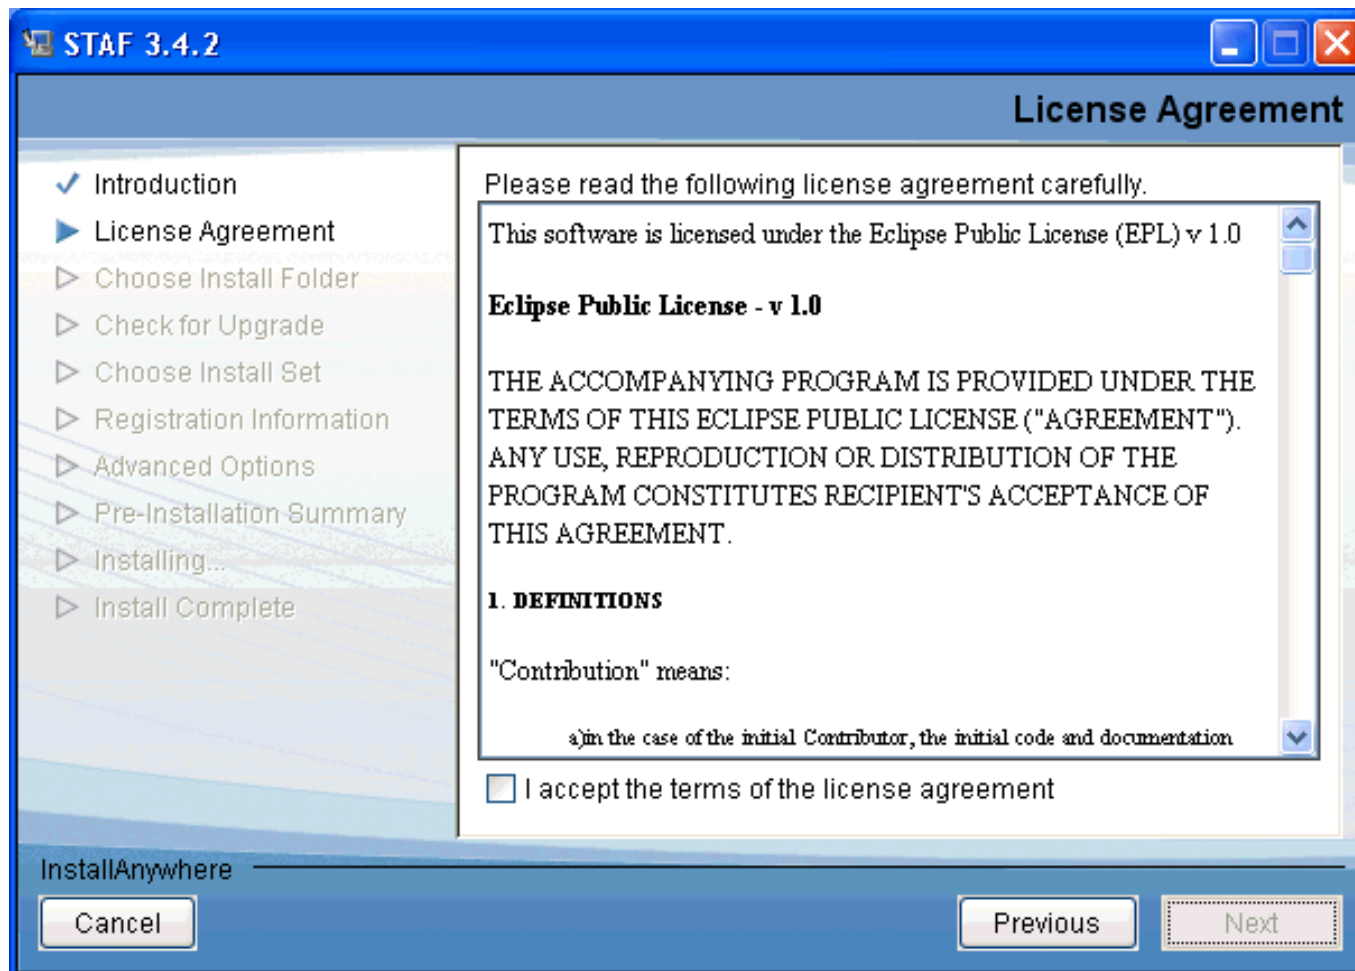 STAF 3.4.2
License Agreement
Introduction
License Agreement
Choose Install Folder
Check for Upgrade
Choose Install Set
Registration Information
Advanced Options
Pre-Installation Summary
Installing...
Install Complete
Please read the following license agreement carefully.
This software is licensed under the Eclipse Public License (EPL) v 1.0
Eclipse Public License - v 1.0
THE ACCOMPANYING PROGRAM IS PROVIDED UNDER THE
TERMS OF THIS ECLIPSE PUBLIC LICENSE ("AGREEMENT").
ANY USE, REPRODUCTION OR DISTRIBUTION OF THE
PROGRAM CONSTITUTES RECIPIENT'S ACCEPTANCE OF
THIS AGREEMENT.
1. DEFINITIONS
"Contribution" means:
a)in the case of the initial Contributor, the initial code and documentation
I accept the terms of the license agreement
InstallAnywhere
Cancel
Previous
Next